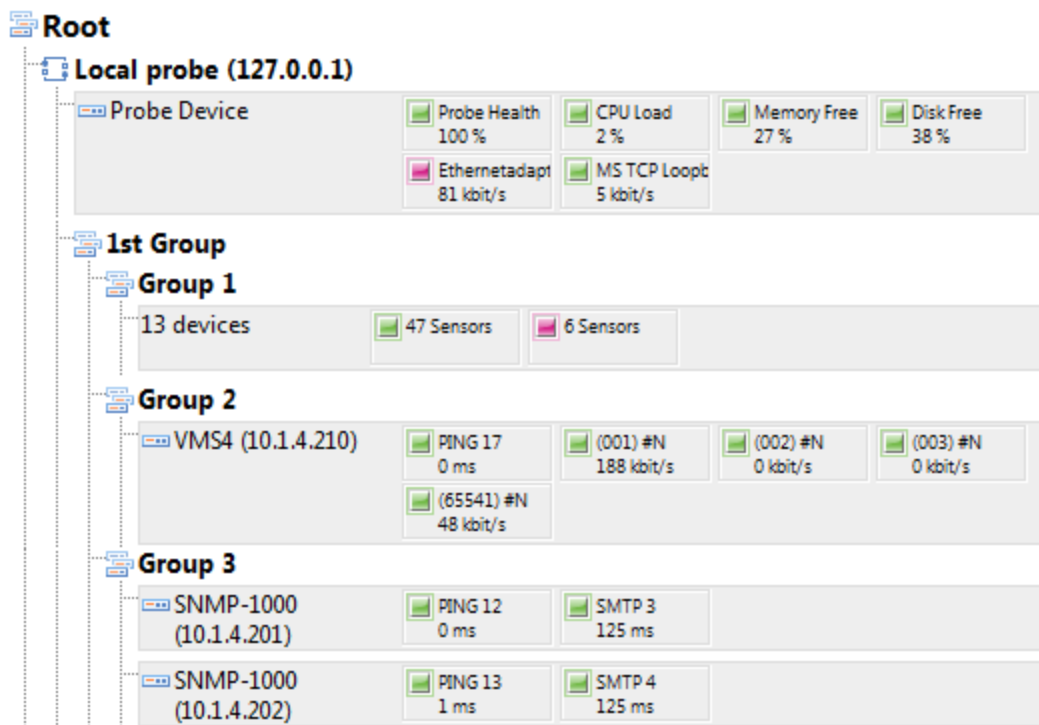 Root
Local probe (127.0.0.1)
Probe Device
Probe Health CPU Load Memory Free Disk Free
100 % 2 % 27 % 38 %
Ethernetadapt MS TCP Loopb
81 kbit/s 5 kbit/s
1st Group
Group 1
13 devices 47 Sensors 6 Sensors
Group 2
VMS4 (10.1.4.210) PING 17 (001) #N (002) #N (003) #N
0 ms 188 kbit/s 0 kbit/s 0 kbit/s
(65541) #N
48 kbit/s
Group 3
SNMP-1000 PING 12 SMTP 3
(10.1.4.201) 0 ms 125 ms
SNMP-1000 PING 13 SMTP 4
(10.1.4.202) 1 ms 125 ms